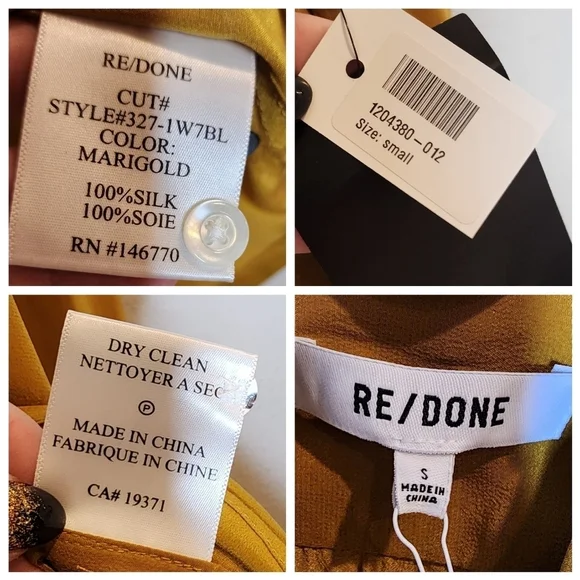 RE/DONE
CUT#
STYLE#327-1W7BL
COLOR:
MARIGOLD
100%SILK
100%SOIE
RN #146770
1204380-012
Size: small
DRY CLEAN
NETTOYER A SEC
P
MADE IN CHINA
FABRIQUE IN CHINE
CA# 19371
RE/DONE
S
MADE IN
CHINA